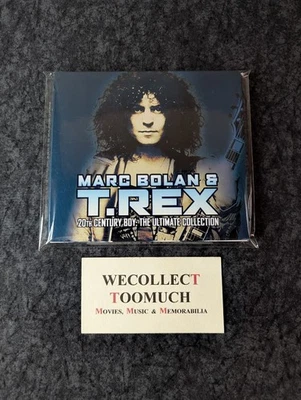 MARC BOLAN &
T.REX
20TH CENTURY BOY: THE ULTIMATE COLLECTION
WECOLLECT
TOOMUCH
MOVIES, MUSIC & MEMORABILIA